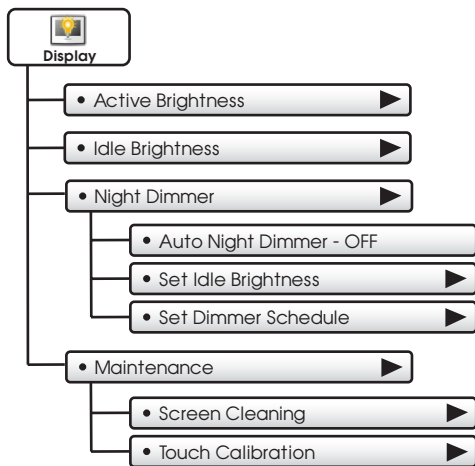 Display
• Active Brightness
• Idle Brightness
• Night Dimmer
• Auto Night Dimmer - OFF
• Set Idle Brightness
• Set Dimmer Schedule
• Maintenance
• Screen Cleaning
• Touch Calibration